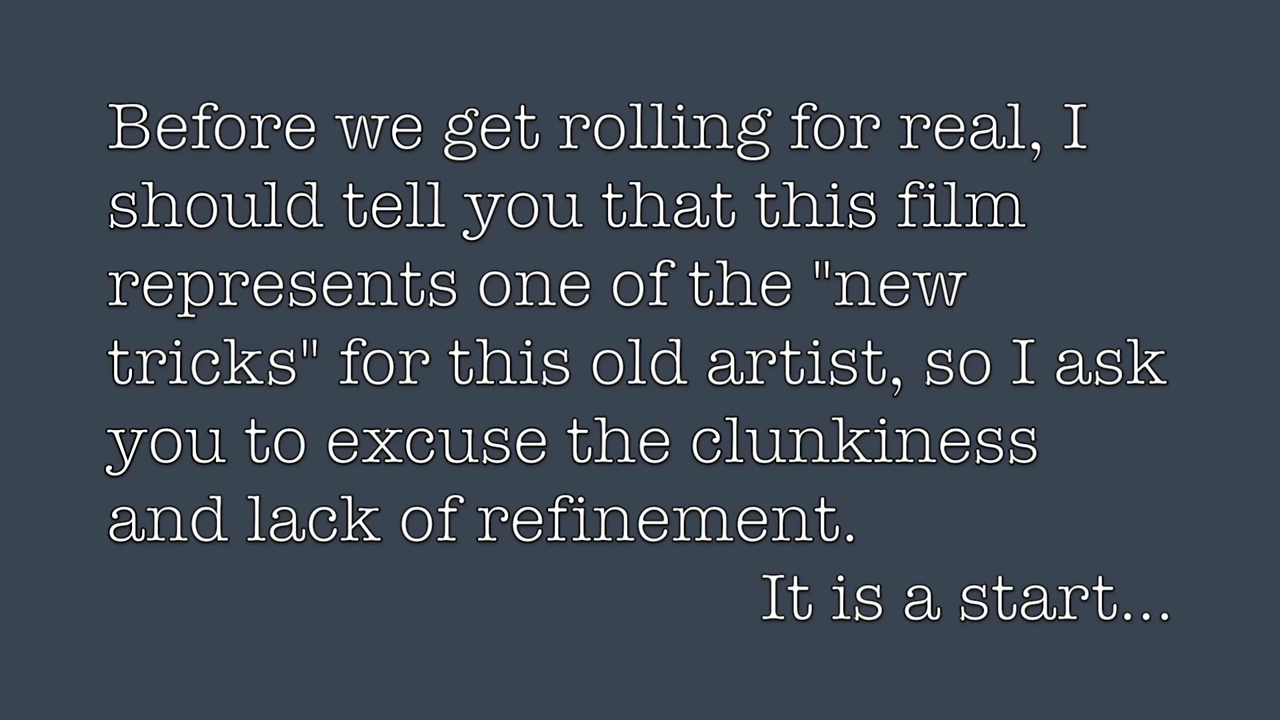 Before we get rolling for real, I
should tell you that this film
represents one of the "new
tricks" for this old artist, so I ask
you to excuse the clunkiness
and lack of refinement.
It is a start...